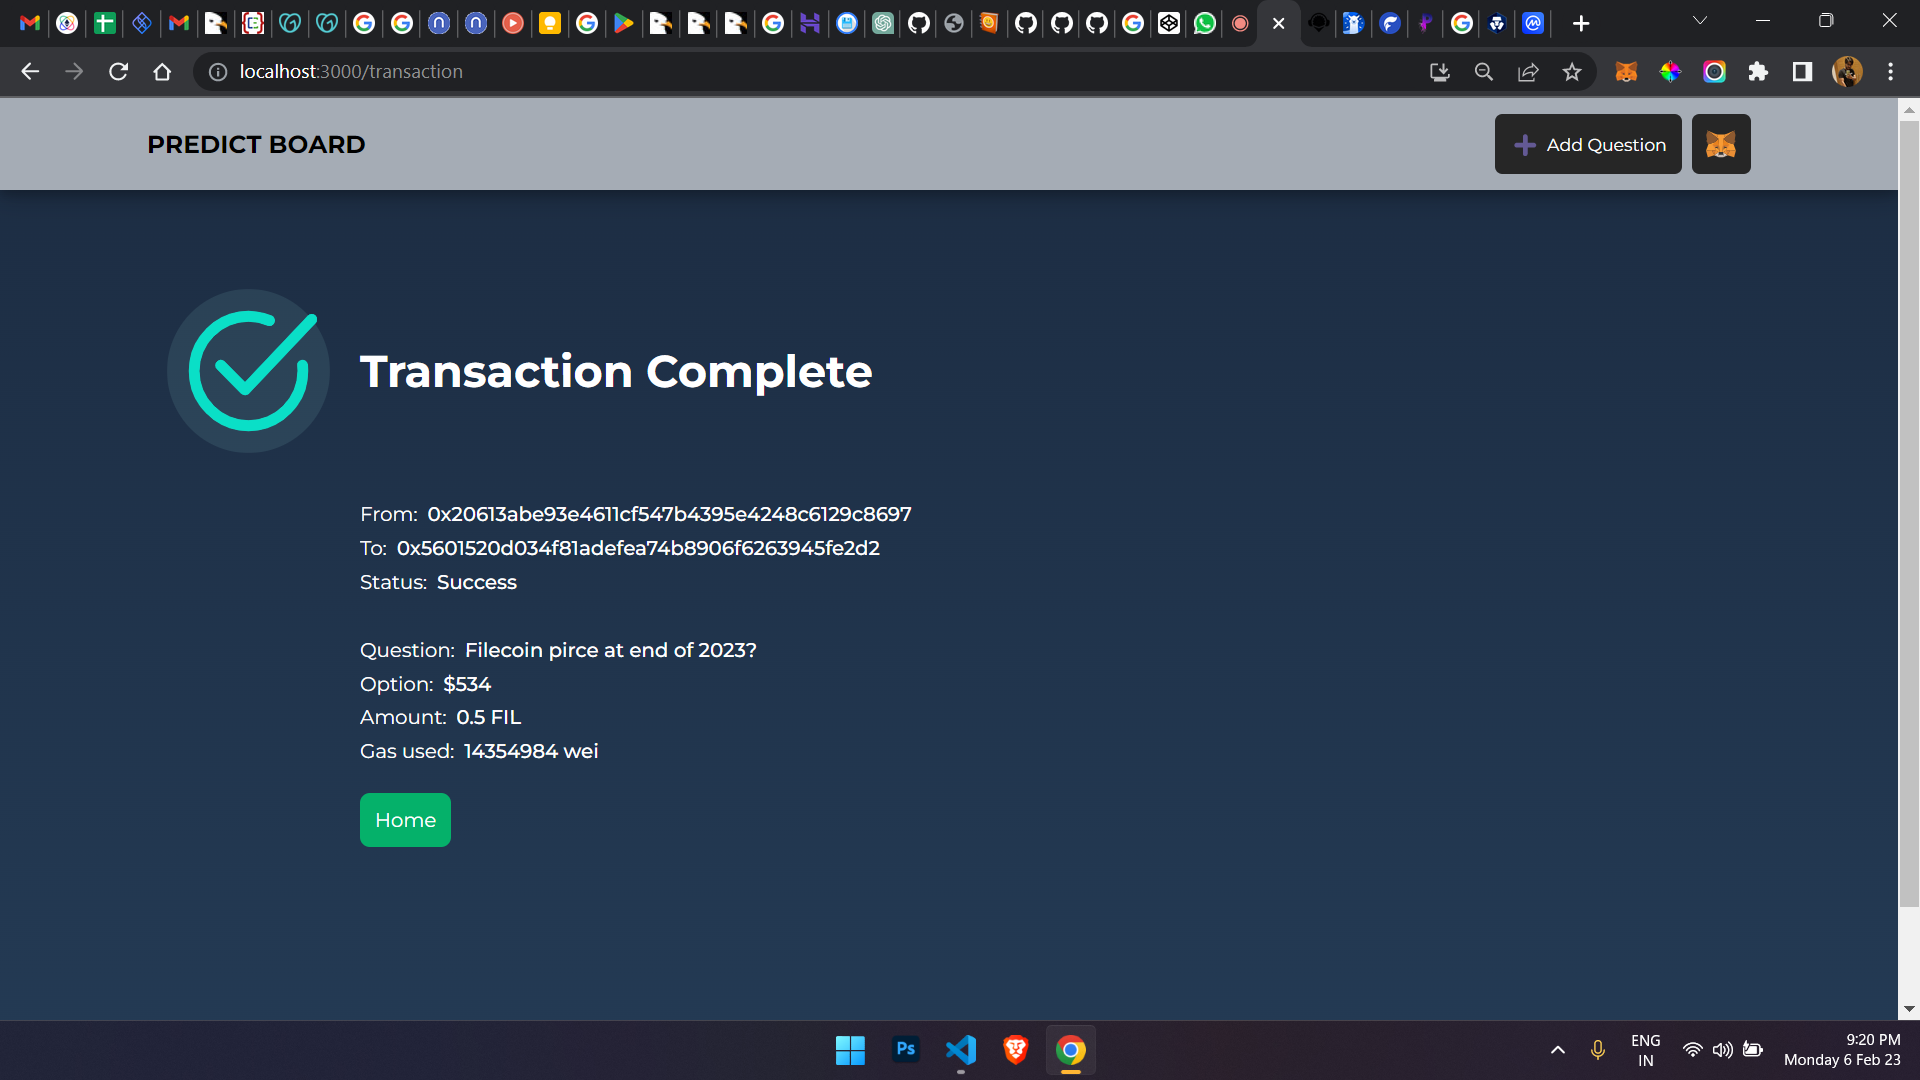 localhost:3000/transaction
PREDICT BOARD
Add Question
Transaction Complete
From: 0x20613abe93e4611cf547b4395e4248c6129c8697
To: 0x5601520d034f81adefea74b8906f6263945fe2d2
Status: Success
Question: Filecoin pirce at end of 2023?
Option: $534
Amount: 0.5 FIL
Gas used: 14354984 wei
Home
Ps
ENG
IN
9:20 PM
Monday 6 Feb 23